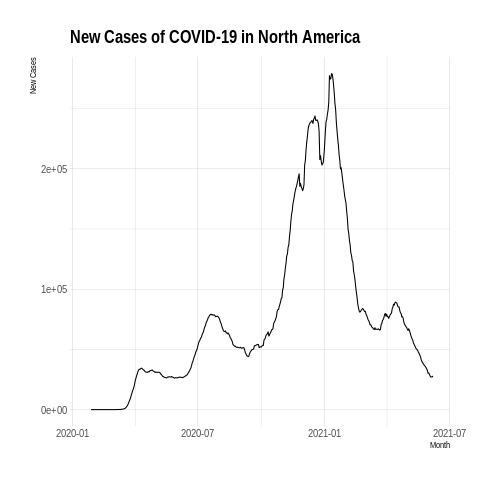 New Cases of COVID-19 in North America
New Cases
2e+05
1e+05
0e+00
2020-01 2020-07 2021-01 2021-07
Month